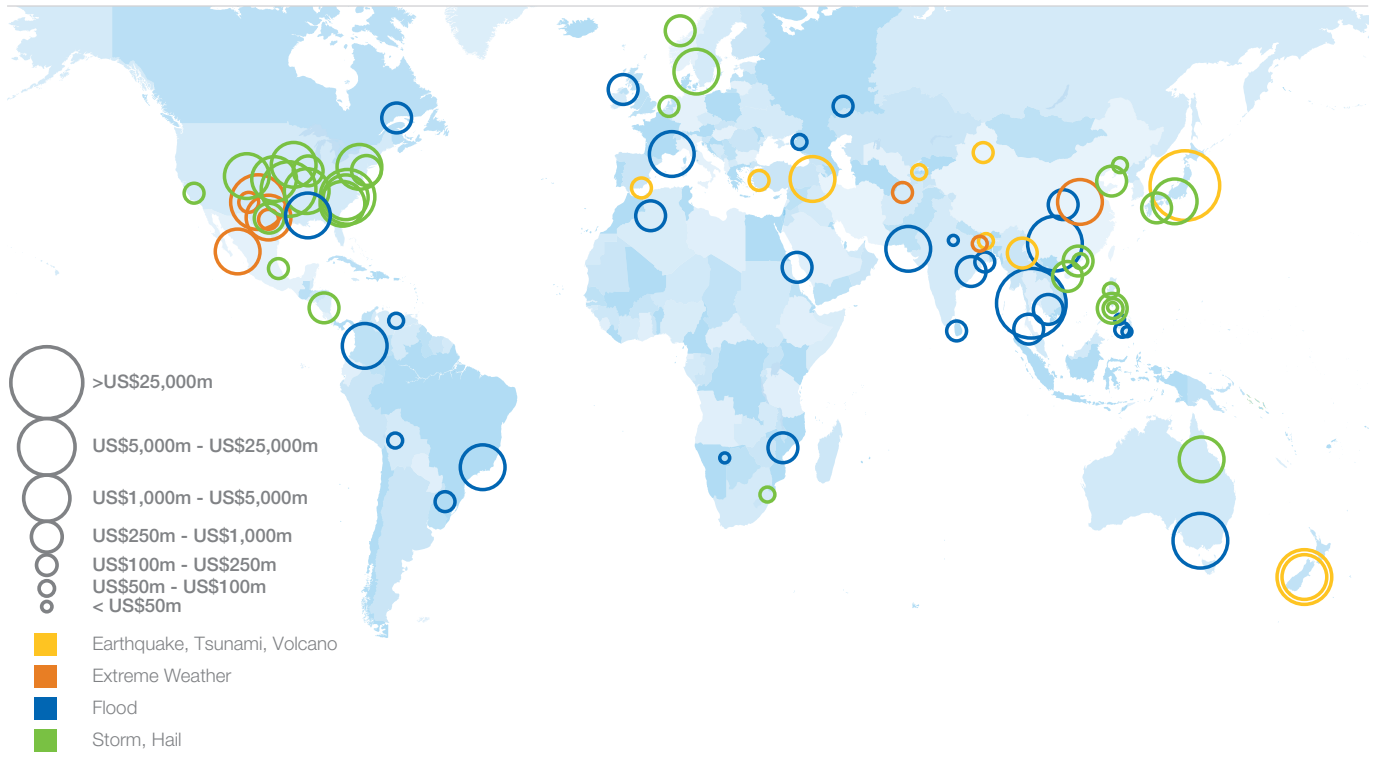 >US$25,000m
US$5,000m - US$25,000m
US$1,000m - US$5,000m
US$250m - US$1,000m
US$100m - US$250m
US$50m - US$100m
< US$50m
Earthquake, Tsunami, Volcano
Extreme Weather
Flood
Storm, Hail